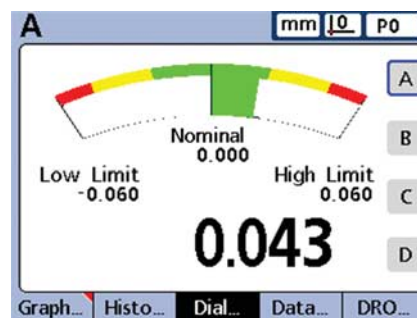 A mm |0 P0
A
Nominal
0.000
B
Low Limit
-0.060
High Limit
0.060
C
0.043
D
Graph... Histo... Dial... Data... DRO...